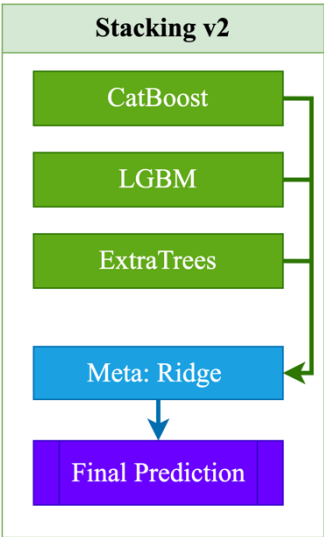 Stacking v2
CatBoost
LGBM
ExtraTrees
Meta: Ridge
Final Prediction